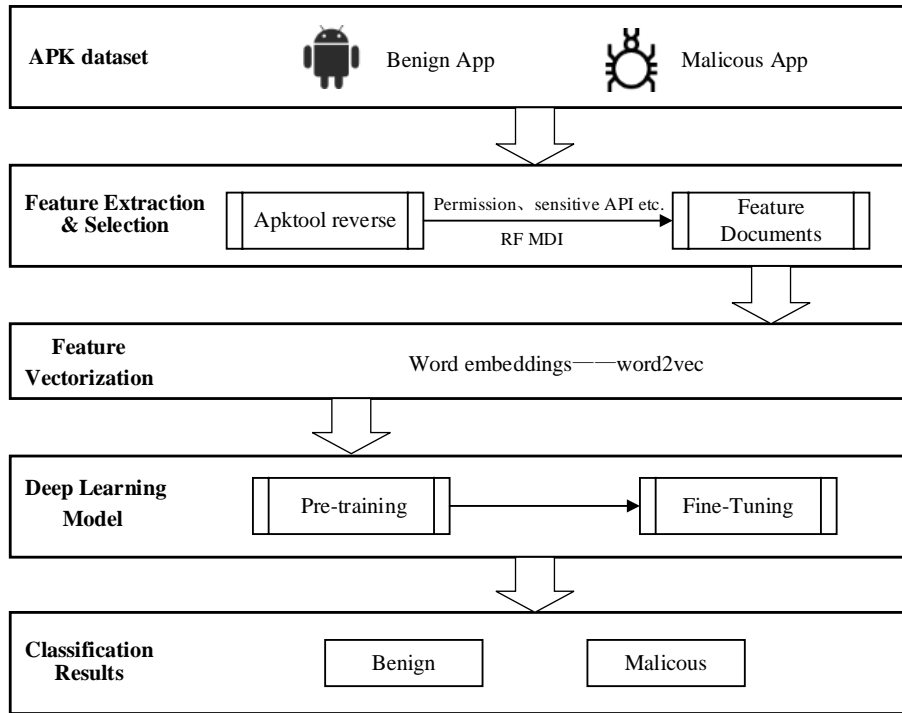 APK dataset
Benign App
Malicous App
Feature Extraction
& Selection
Apktool reverse
Permission、sensitive API etc.
RF MDI
Feature
Documents
Feature
Vectorization
Word embeddings——word2vec
Deep Learning
Model
Pre-training
Fine-Tuning
Classification
Results
Benign
Malicous